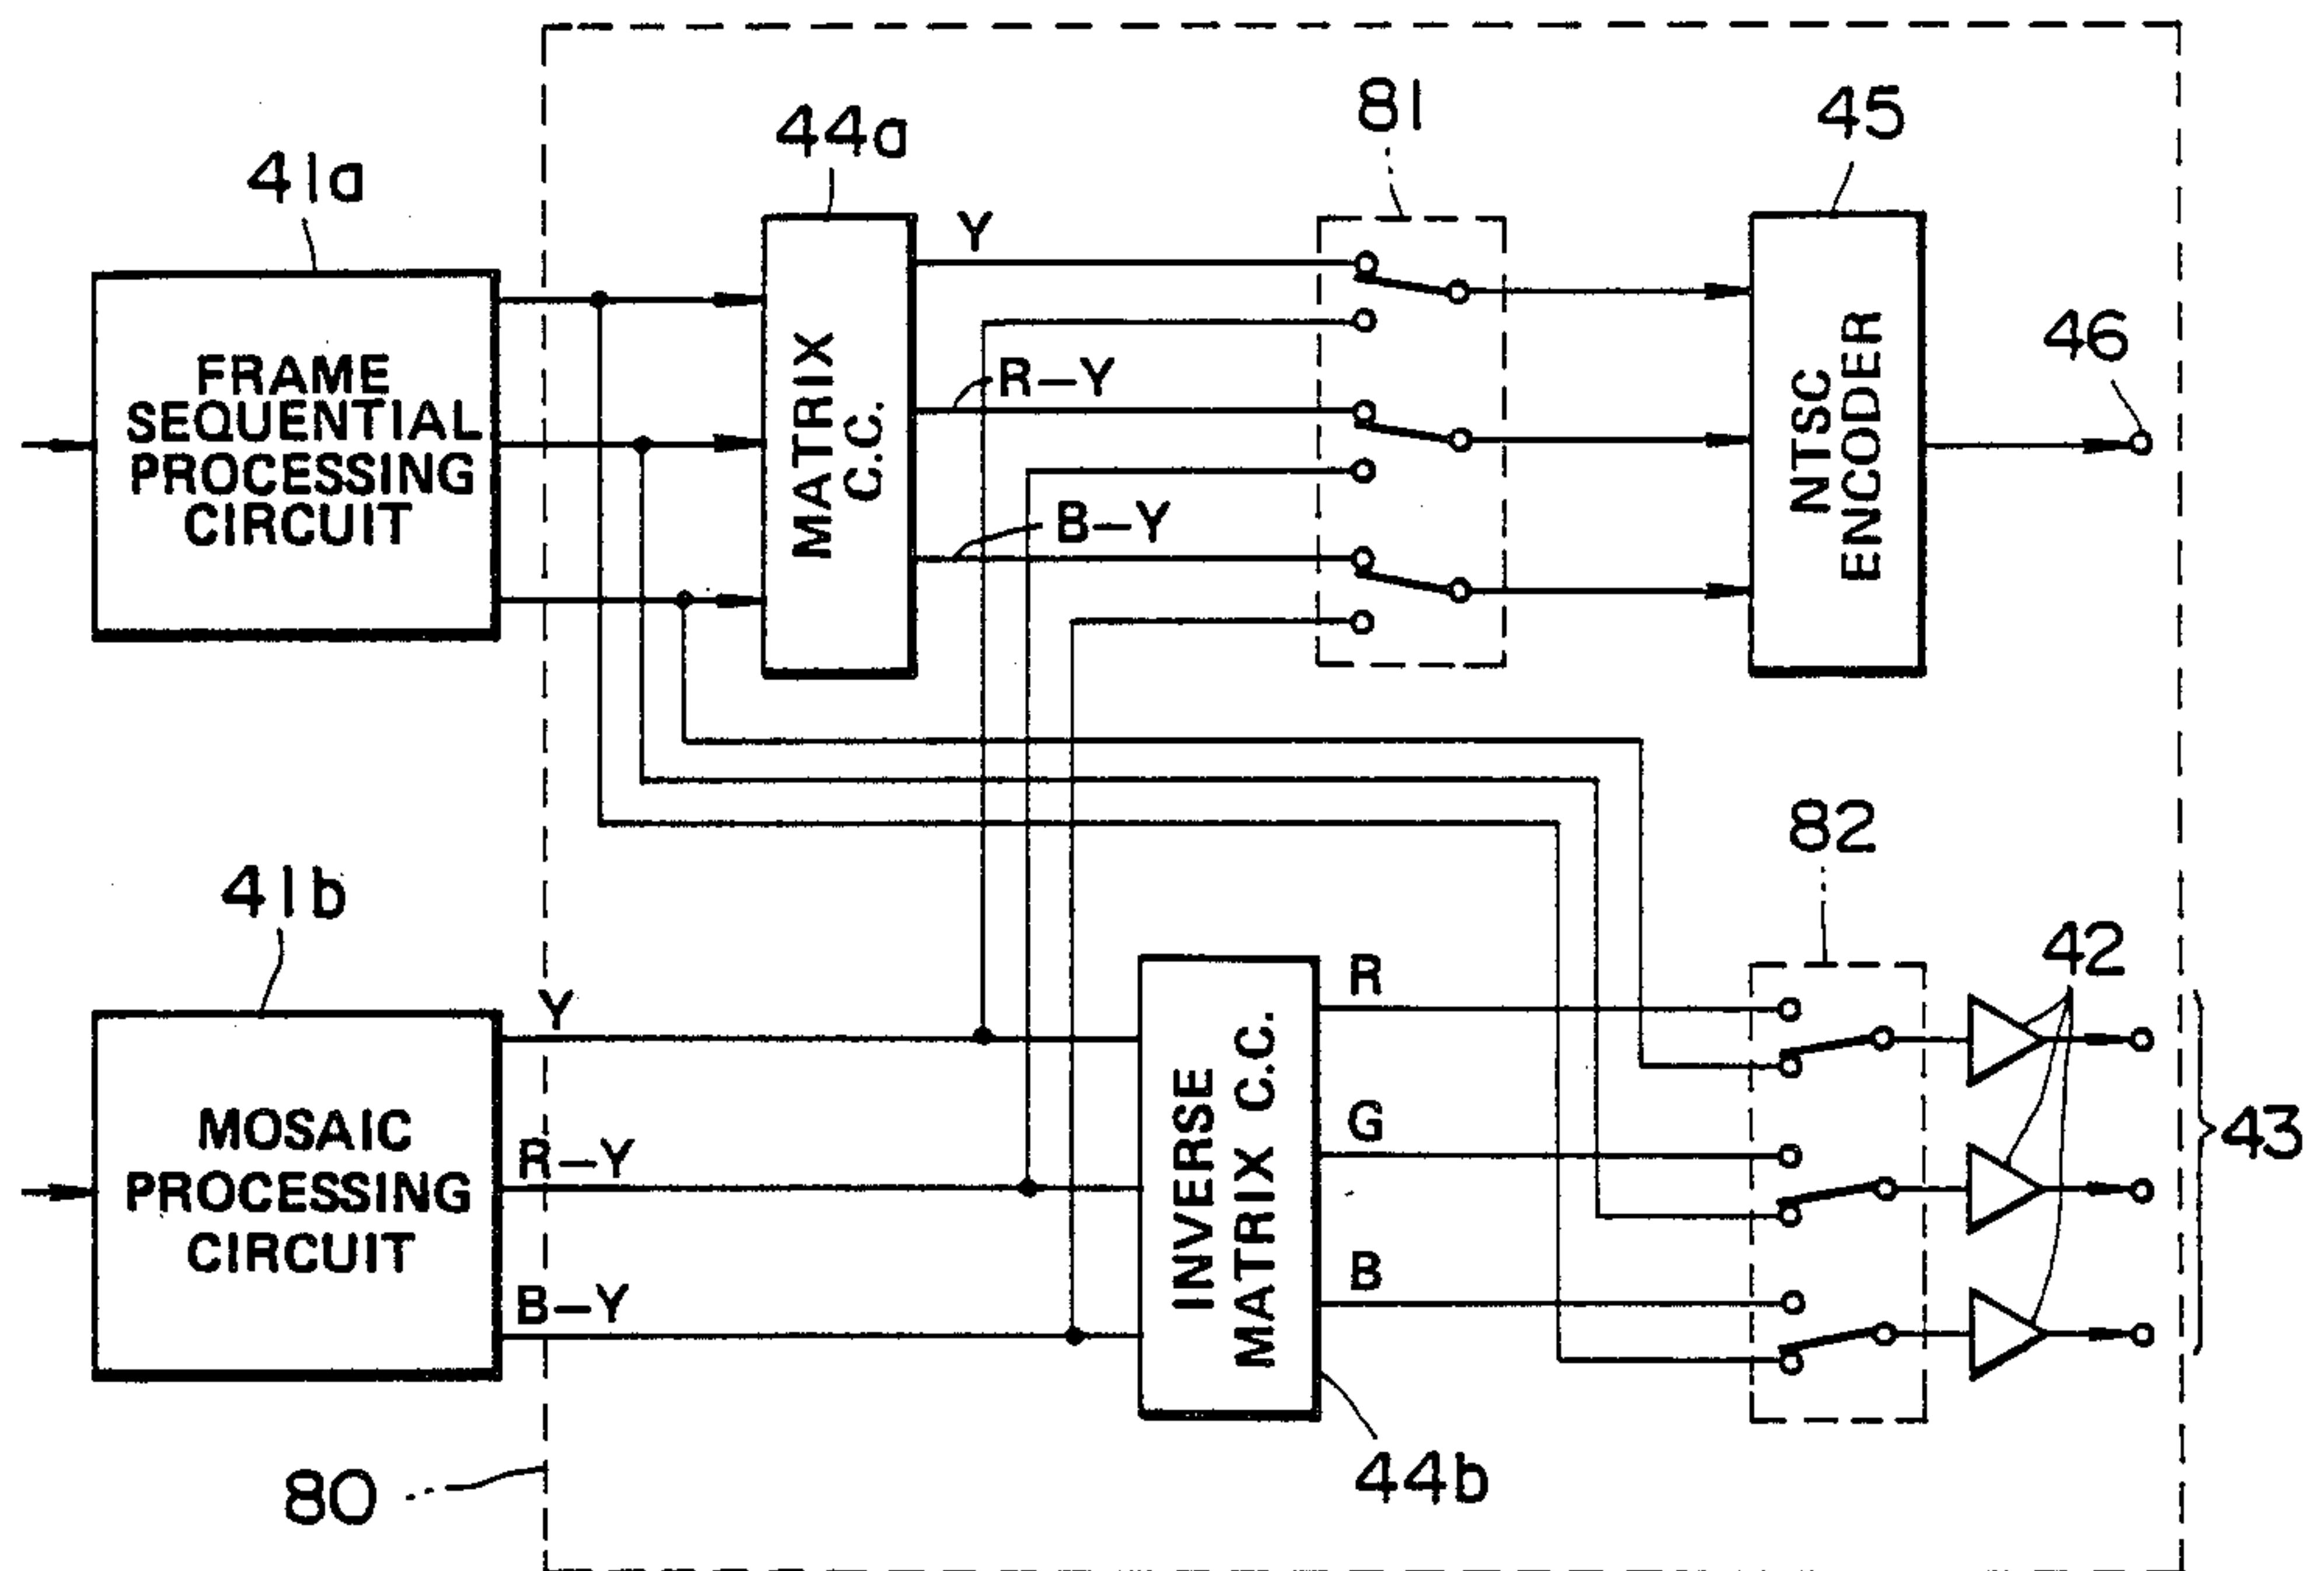 81
45
44a
41a
Y
46
FRAME
SEQUENTIAL
PROCESSING
CIRCUIT
MATRIX
C.C.
R-Y
B-Y
NTSC
ENCODER
82
41b
42
Y
R
MOSAIC
PROCESSING
CIRCUIT
R-Y
B-Y
INVERSE
MATRIX C.C.
G
B
43
44b
80